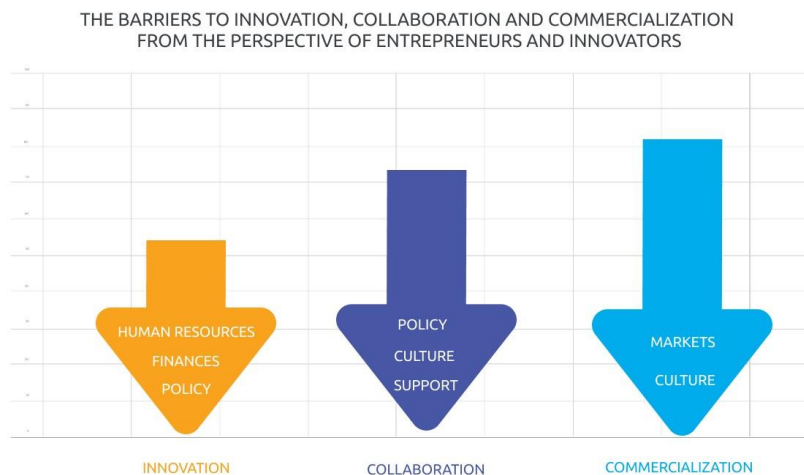 THE BARRIERS TO INNOVATION, COLLABORATION AND COMMERCIALIZATION
FROM THE PERSPECTIVE OF ENTREPRENEURS AND INNOVATORS
HUMAN RESOURCES
FINANCES
POLICY
POLICY
CULTURE
SUPPORT
MARKETS
CULTURE
INNOVATION
COLLABORATION
COMMERCIALIZATION